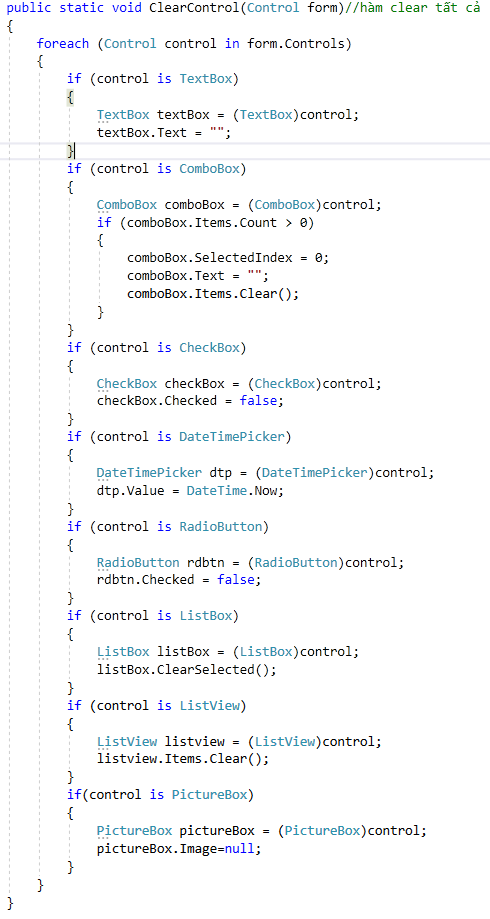 public static void ClearControl(Control form)//hàm clear tất cả
{
foreach (Control control in form.Controls)
{
if (control is TextBox)
{
TextBox textBox = (TextBox)control;
textBox.Text = "";
}
if (control is ComboBox)
{
ComboBox comboBox = (ComboBox)control;
if (comboBox.Items.Count > 0)
{
comboBox.SelectedIndex = 0;
comboBox.Text = "";
comboBox.Items.Clear();
}
}
if (control is CheckBox)
{
CheckBox checkBox = (CheckBox)control;
checkBox.Checked = false;
}
if (control is DateTimePicker)
{
DateTimePicker dtp = (DateTimePicker)control;
dtp.Value = DateTime.Now;
}
if (control is RadioButton)
{
RadioButton rdbtn = (RadioButton)control;
rdbtn.Checked = false;
}
if (control is ListBox)
{
ListBox listBox = (ListBox)control;
listBox.ClearSelected();
}
if (control is ListView)
{
ListView listview = (ListView)control;
listview.Items.Clear();
}
if(control is PictureBox)
{
PictureBox pictureBox = (PictureBox)control;
pictureBox.Image=null;
}
}
}